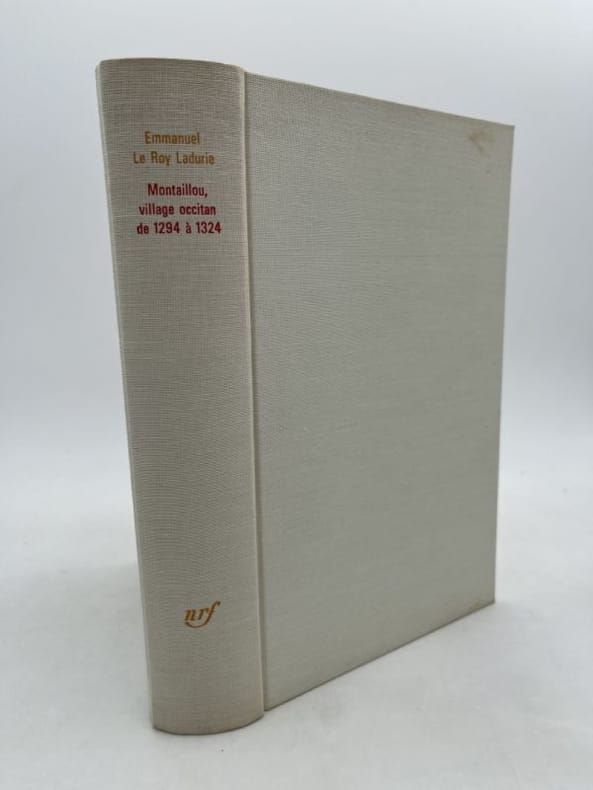 Emmanuel
Le Roy Ladurie
Montaillou,
village occitan
de 1294 à 1324
nrf